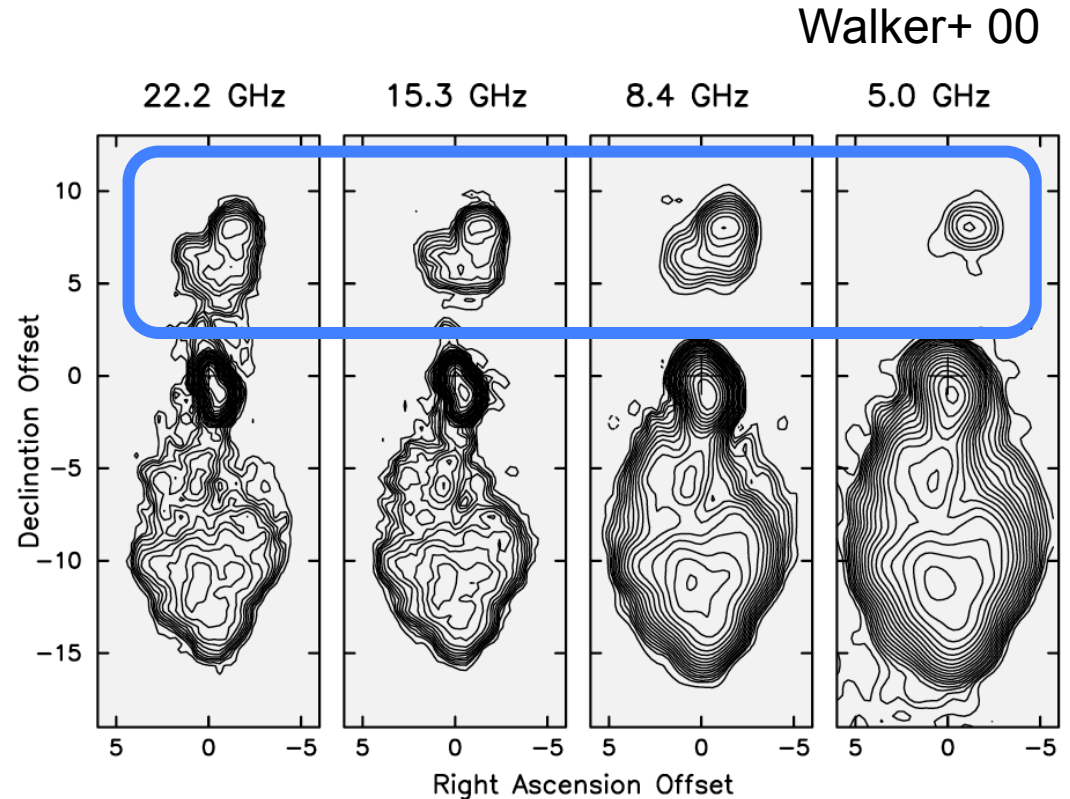 Walker+ 00
22.2 GHz 15.3 GHz 8.4 GHz 5.0 GHz
10
5
0
−5
−10
−15
Declination Offset
5 0 −5 5 0 −5 5 0 −5 5 0 −5
Right Ascension Offset